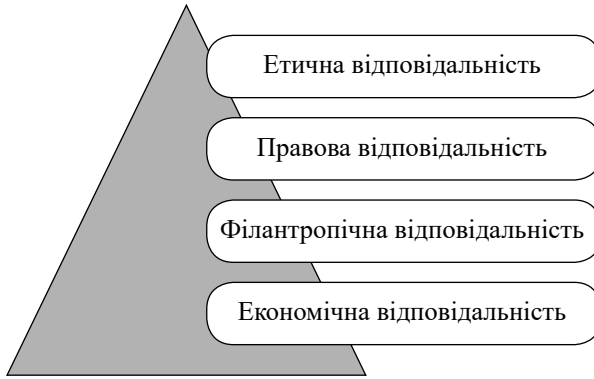 Етична відповідальність
Правова відповідальність
Філантропічна відповідальність
Економічна відповідальність